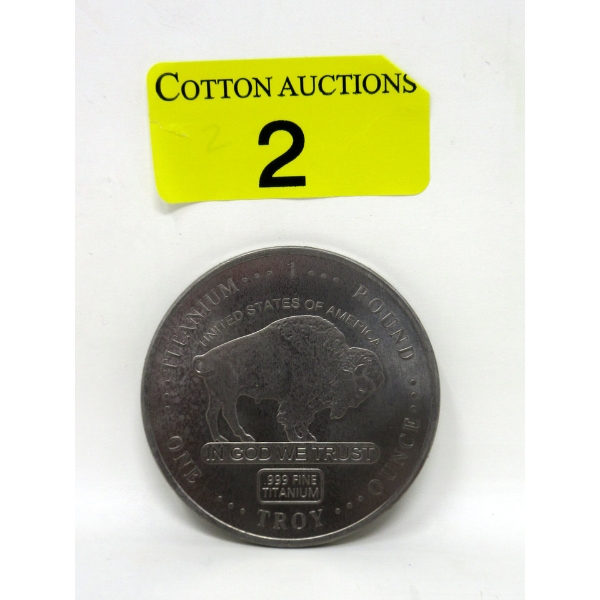 COTTON AUCTIONS
2
2
TITANIUM ··· 1 ··· POUND
UNITED STATES OF AMERICA
IN GOD WE TRUST
.999 FINE
TITANIUM
ONE ··· TROY ··· OUNCE